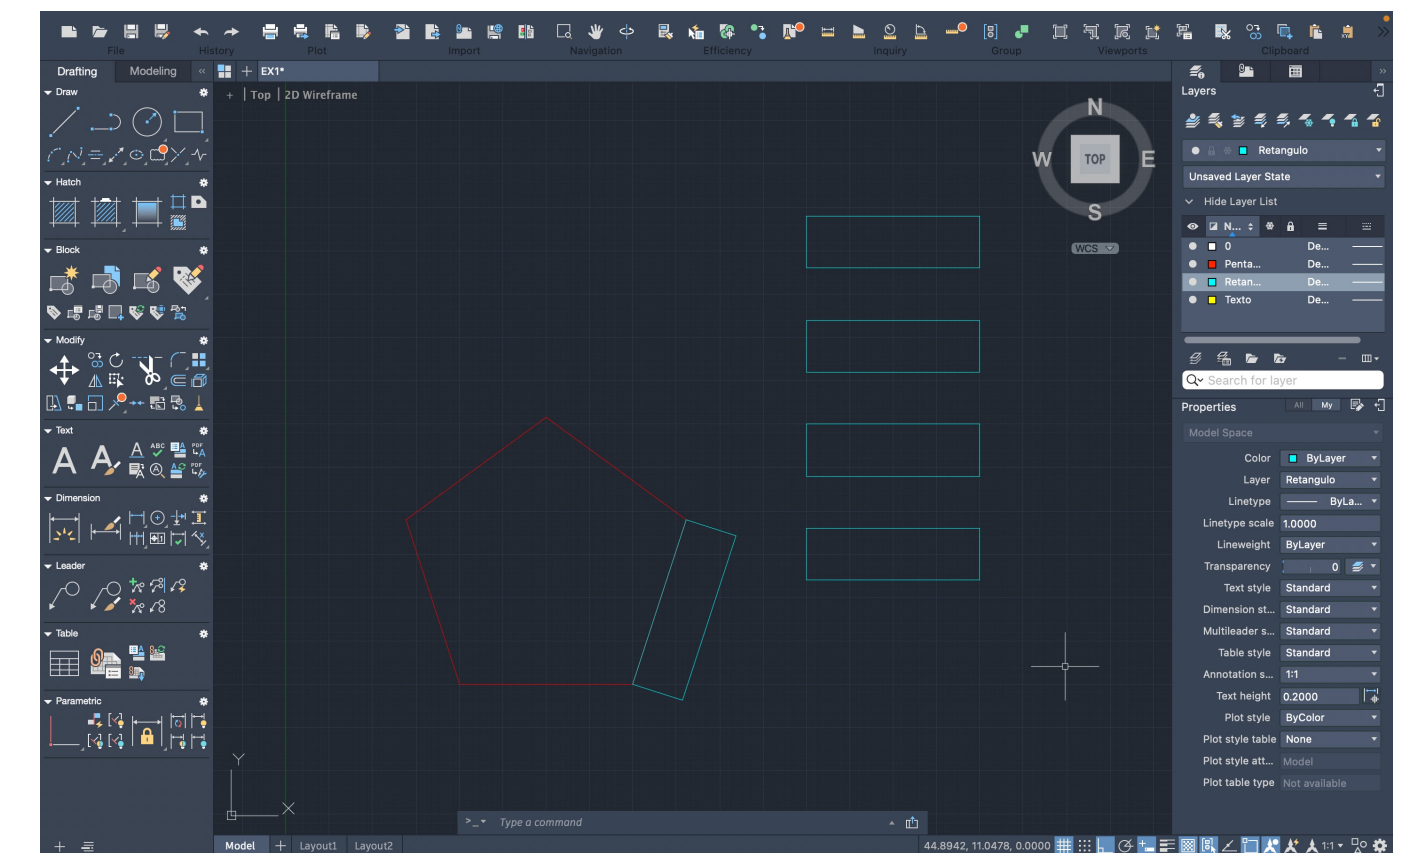 File History Plot Import Navigation Efficiency Inquiry Group Viewports Clipboard
Drafting Modeling
EX1*
+ | Top | 2D Wireframe
Draw
Hatch
Block
Modify
Text
A A A ABC A PDF
A A PDF
Dimension
Leader
Table
Parametric
N
W TOP E
S
WCS
Y
X
>_ Type a command
Model + Layout1 Layout2
44.8942, 11.0478, 0.0000
1:1
Layers
Retangulo
Unsaved Layer State
Hide Layer List
N...
0 De...
Penta... De...
Retan... De...
Texto De...
Search for layer
Properties All My
Model Space
Color ByLayer
Layer Retangulo
Linetype ByLa...
Linetype scale 1.0000
Lineweight ByLayer
Transparency 0
Text style Standard
Dimension st... Standard
Multileader s... Standard
Table style Standard
Annotation s... 1:1
Text height 0.2000
Plot style ByColor
Plot style table None
Plot style att... Model
Plot table type Not available